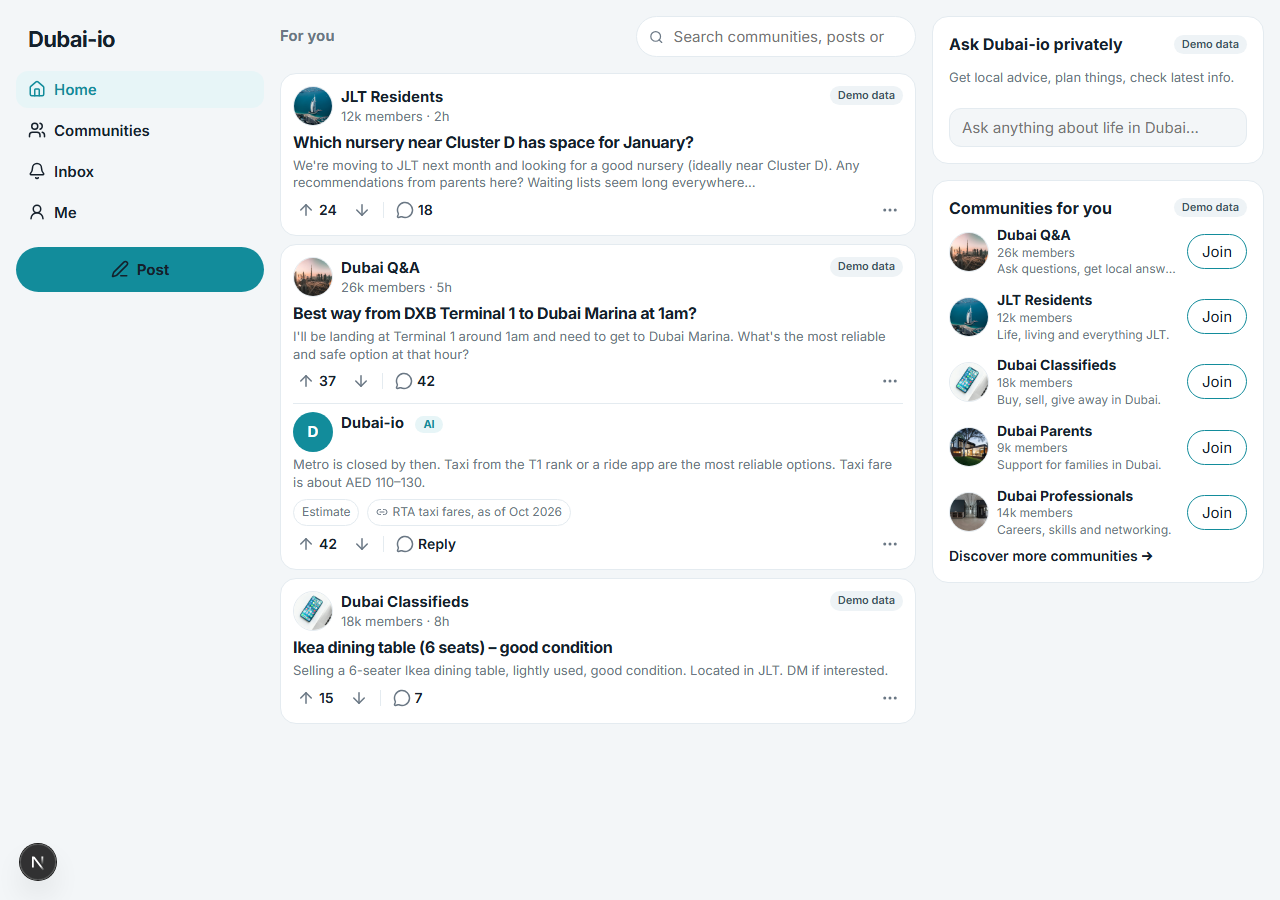 Dubai-io
Home
Communities
Inbox
Me
Post
For you
Search communities, posts or
JLT Residents
Demo data
12k members · 2h
Which nursery near Cluster D has space for January?
We're moving to JLT next month and looking for a good nursery (ideally near Cluster D). Any
recommendations from parents here? Waiting lists seem long everywhere...
24
18
Dubai Q&A
Demo data
26k members · 5h
Best way from DXB Terminal 1 to Dubai Marina at 1am?
I'll be landing at Terminal 1 around 1am and need to get to Dubai Marina. What's the most reliable
and safe option at that hour?
37
42
D
Dubai-io
AI
Metro is closed by then. Taxi from the T1 rank or a ride app are the most reliable options. Taxi fare
is about AED 110–130.
Estimate
RTA taxi fares, as of Oct 2026
42
Reply
Dubai Classifieds
Demo data
18k members · 8h
Ikea dining table (6 seats) – good condition
Selling a 6-seater Ikea dining table, lightly used, good condition. Located in JLT. DM if interested.
15
7
Ask Dubai-io privately
Demo data
Get local advice, plan things, check latest info.
Ask anything about life in Dubai...
Communities for you
Demo data
Dubai Q&A
26k members
Ask questions, get local answ...
Join
JLT Residents
12k members
Life, living and everything JLT.
Join
Dubai Classifieds
18k members
Buy, sell, give away in Dubai.
Join
Dubai Parents
9k members
Support for families in Dubai.
Join
Dubai Professionals
14k members
Careers, skills and networking.
Join
Discover more communities →
N